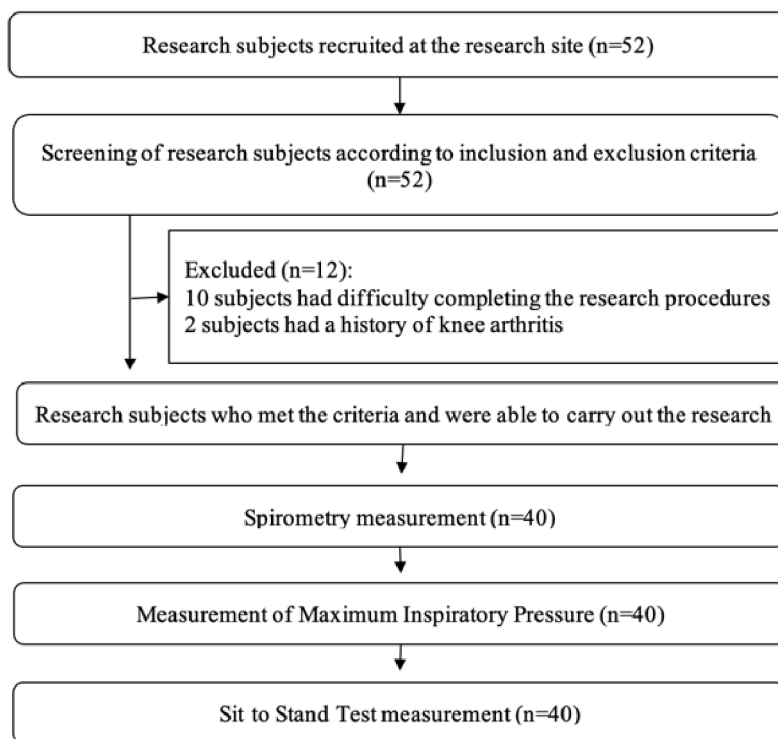 Research subjects recruited at the research site (n=52)
Screening of research subjects according to inclusion and exclusion criteria
(n=52)
Excluded (n=12):
10 subjects had difficulty completing the research procedures
2 subjects had a history of knee arthritis
Research subjects who met the criteria and were able to carry out the research
Spirometry measurement (n=40)
Measurement of Maximum Inspiratory Pressure (n=40)
Sit to Stand Test measurement (n=40)